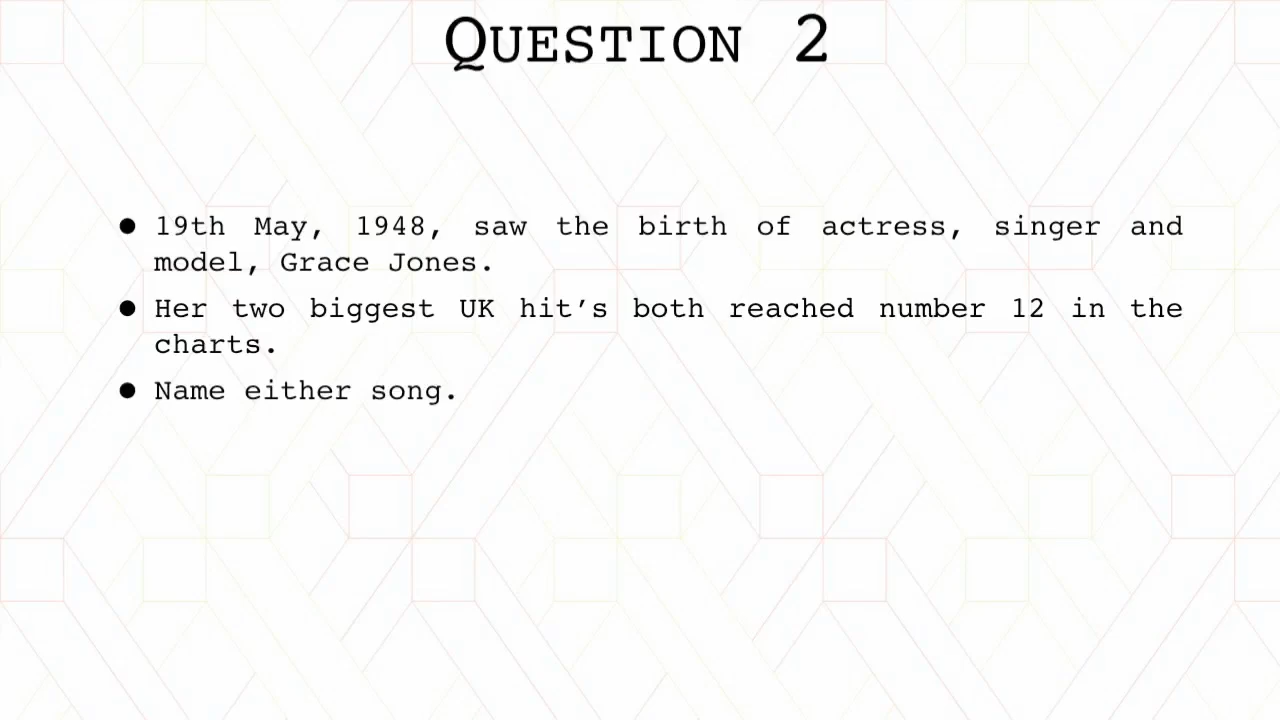 QUESTION 2
● 19th May, 1948, saw the birth of actress, singer and
model, Grace Jones.
● Her two biggest UK hit’s both reached number 12 in the
charts.
● Name either song.